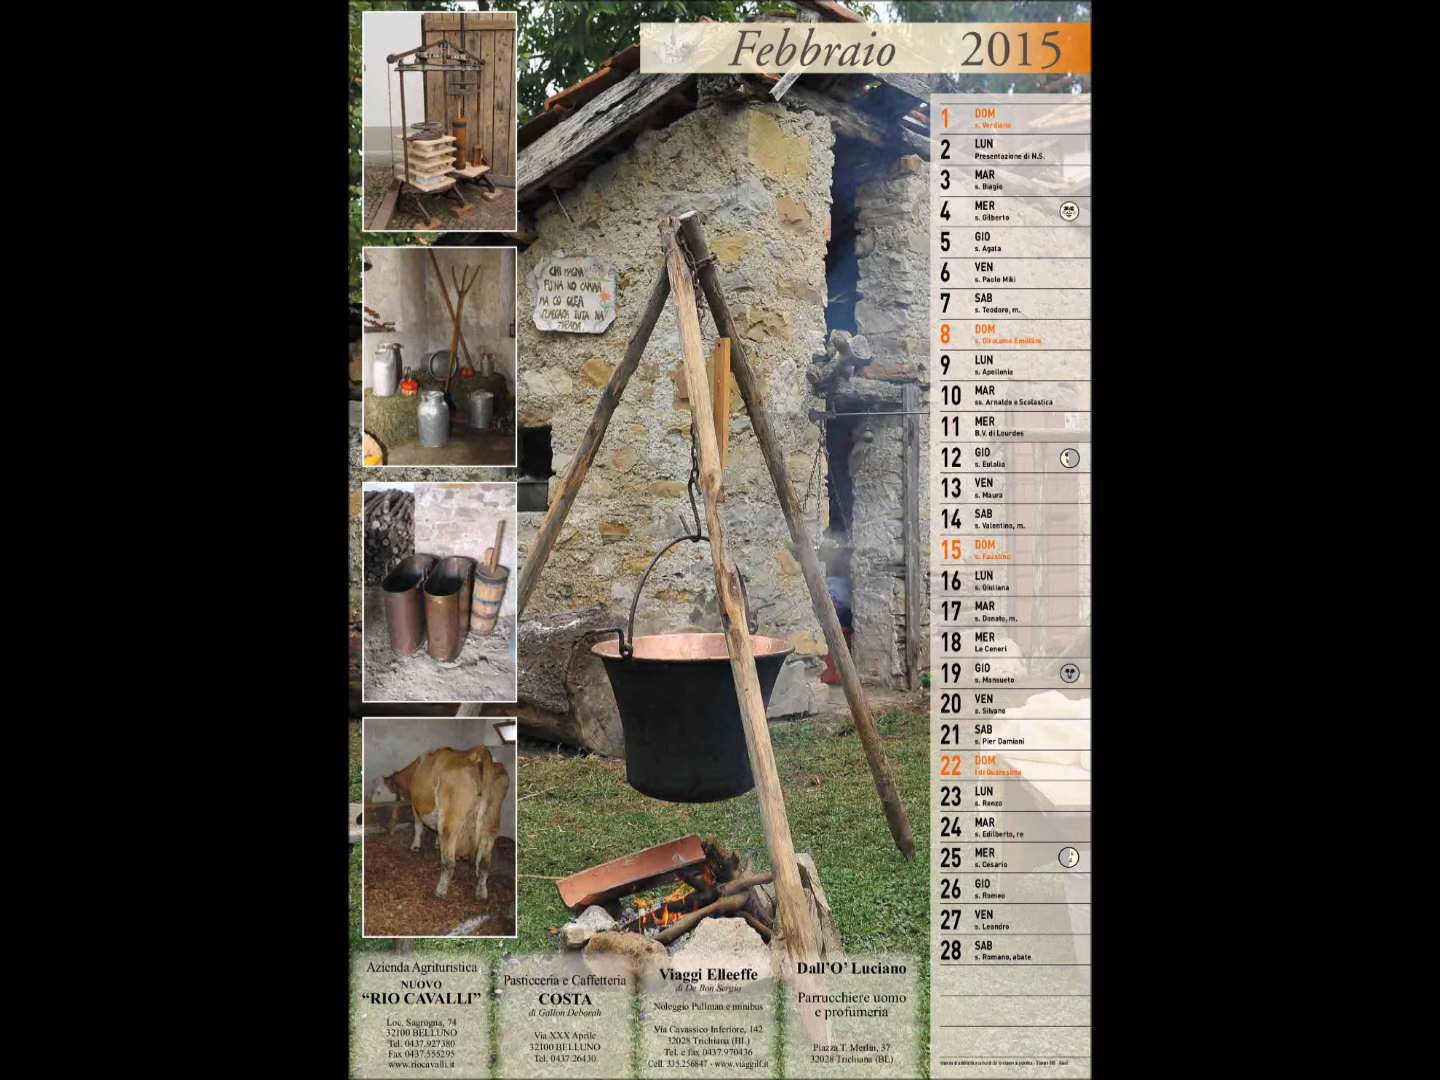 Febbraio 2015
CHI MAGNA
1 DOM
s. Verdiana
2 LUN
Presentazione di N.S.
3 MAR
s. Biagio
4 MER
s. Gilberto
5 GIO
s. Agata
6 VEN
s. Paolo Miki
7 SAB
s. Teodoro, m.
8 DOM
s. Girolamo Emiliani
9 LUN
s. Apollonia
10 MAR
ss. Arnaldo e Scolastica
11 MER
B.V. di Lourdes
12 GIO
s. Eulalia
13 VEN
s. Maura
14 SAB
s. Valentino, m.
15 DOM
s. Faustino
16 LUN
s. Giuliana
17 MAR
s. Donato, m.
18 MER
Le Ceneri
19 GIO
s. Mansueto
20 VEN
s. Silvano
21 SAB
s. Pier Damiani
22 DOM
I di Quaresima
23 LUN
s. Renzo
24 MAR
s. Edilberto, re
25 MER
s. Cesario
26 GIO
s. Romeo
27 VEN
s. Leandro
28 SAB
s. Romano, abate
Azienda Agrituristica
NUOVO
“RIO CAVALLI”
Loc. Sagrogna, 74
32100 BELLUNO
Tel. 0437.927380
Fax 0437.555295
www.riocavalli.it
Pasticceria e Caffetteria
COSTA
di Gallon Deborah
Via XXX Aprile
32100 BELLUNO
Tel. 0437.26430
Viaggi Elleeffe
di De Bon Sergio
Noleggio Pullman e minibus
Via Cavassico Inferiore, 142
32028 Trichiana (BL)
Tel. e fax 0437.970436
Cell. 335.256847 - www.viaggilf.it
Dall’O’ Luciano
Parrucchiere uomo
e profumeria
Piazza T. Merlin, 37
32028 Trichiana (BL)